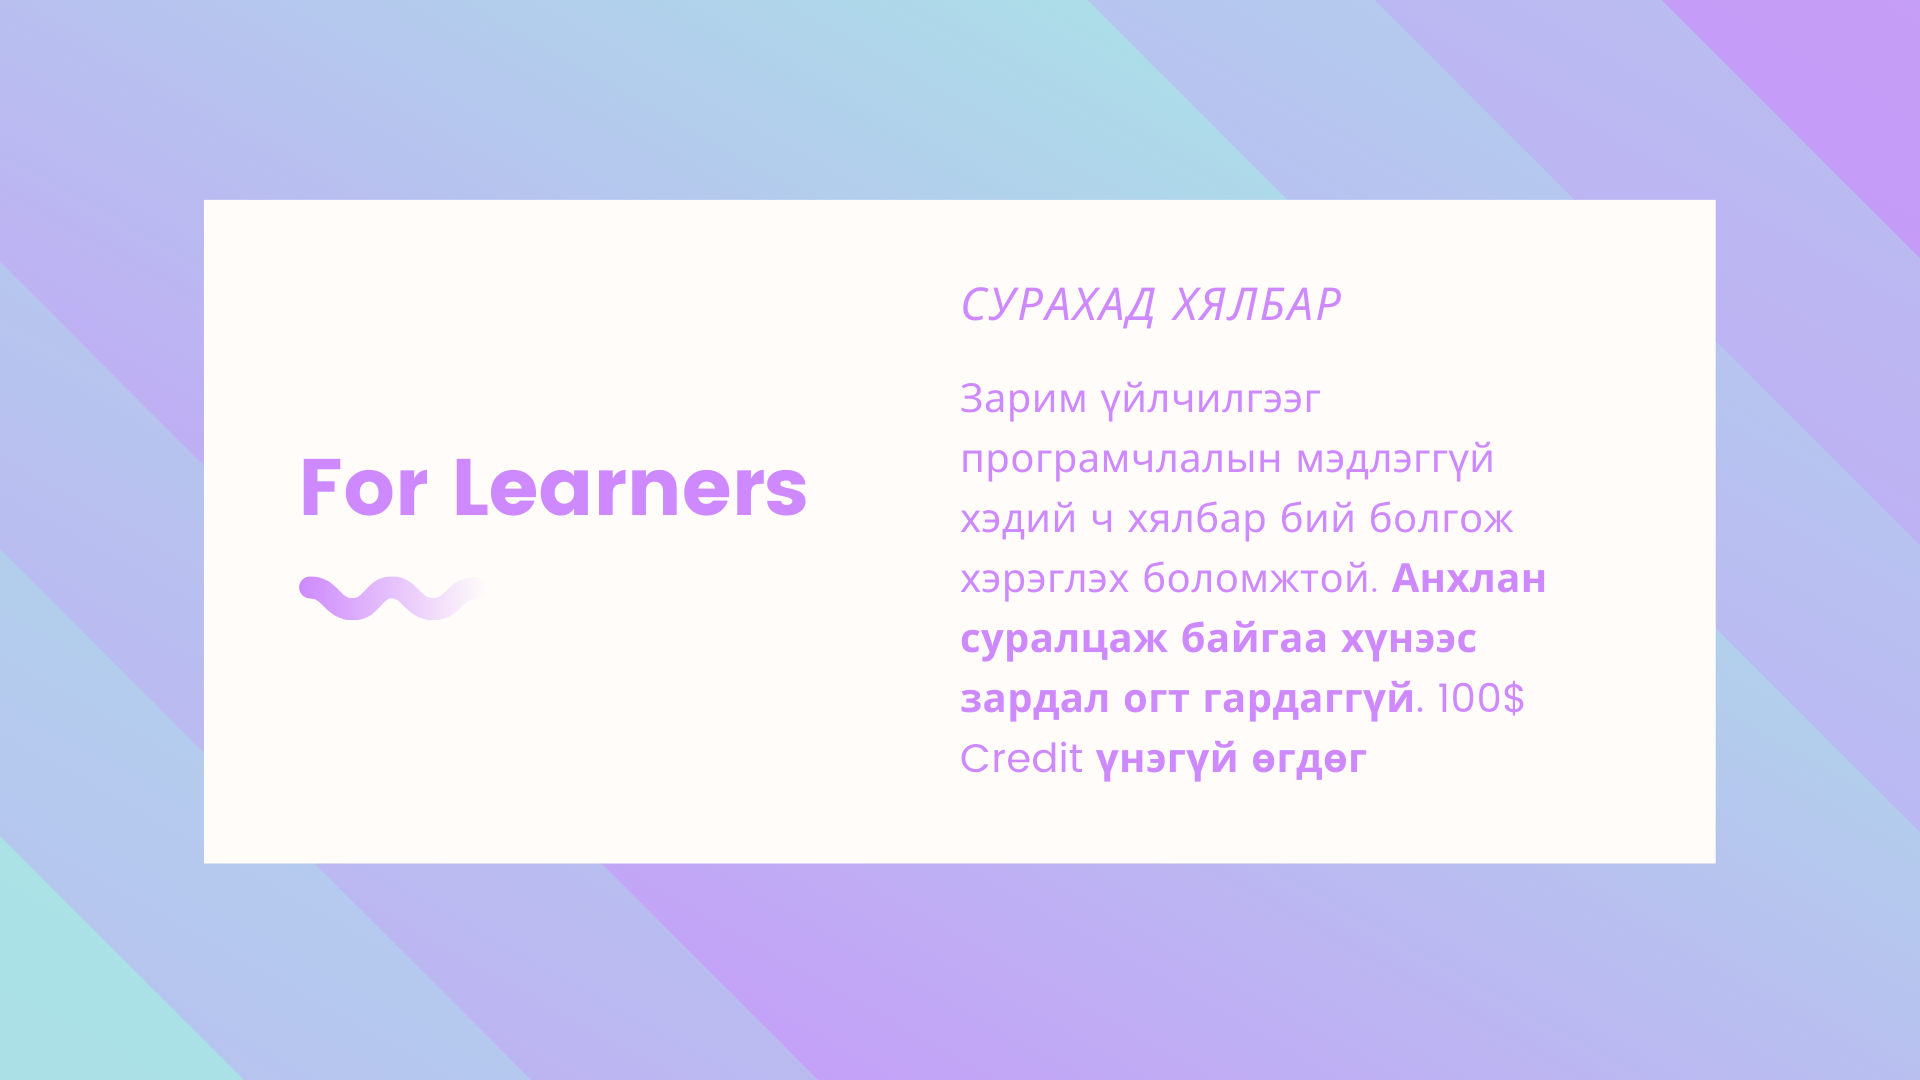 For Learners
СУРАХАД ХЯЛБАР
Зарим үйлчилгээг
програмчлалын мэдлэггүй
хэдий ч хялбар бий болгож
хэрэглэх боломжтой. Анхлан
суралцаж байгаа хүнээс
зардал огт гардаггүй. 100$
Credit үнэгүй өгдөг